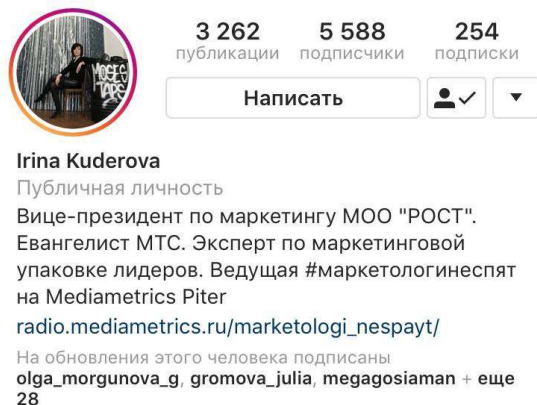 3 262 5 588 254
публикации подписчики подписки
Написать
Irina Kuderova
Публичная личность
Вице-президент по маркетингу МОО "РОСТ".
Евангелист МТС. Эксперт по маркетинговой
упаковке лидеров. Ведущая #маркетологинеспят
на Mediametrics Piter
radio.mediametrics.ru/marketologi_nespayt/
На обновления этого человека подписаны
olga_morgunova_g, gromova_julia, megagosiaman + еще
28